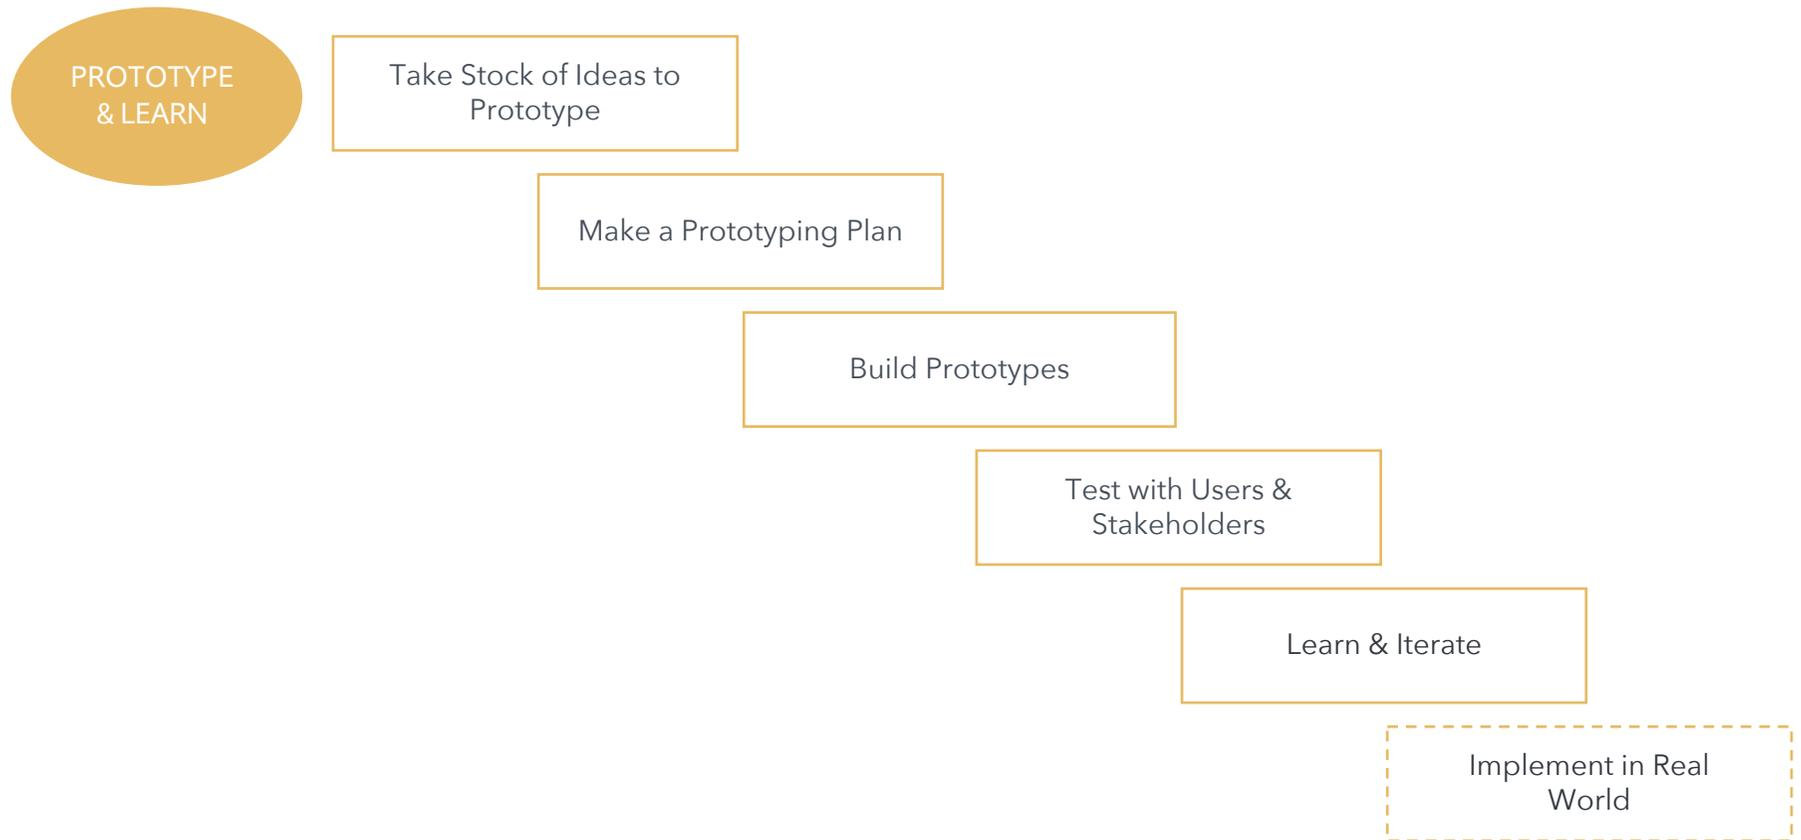 PROTOTYPE
& LEARN
Take Stock of Ideas to
Prototype
Make a Prototyping Plan
Build Prototypes
Test with Users &
Stakeholders
Learn & Iterate
Implement in Real
World